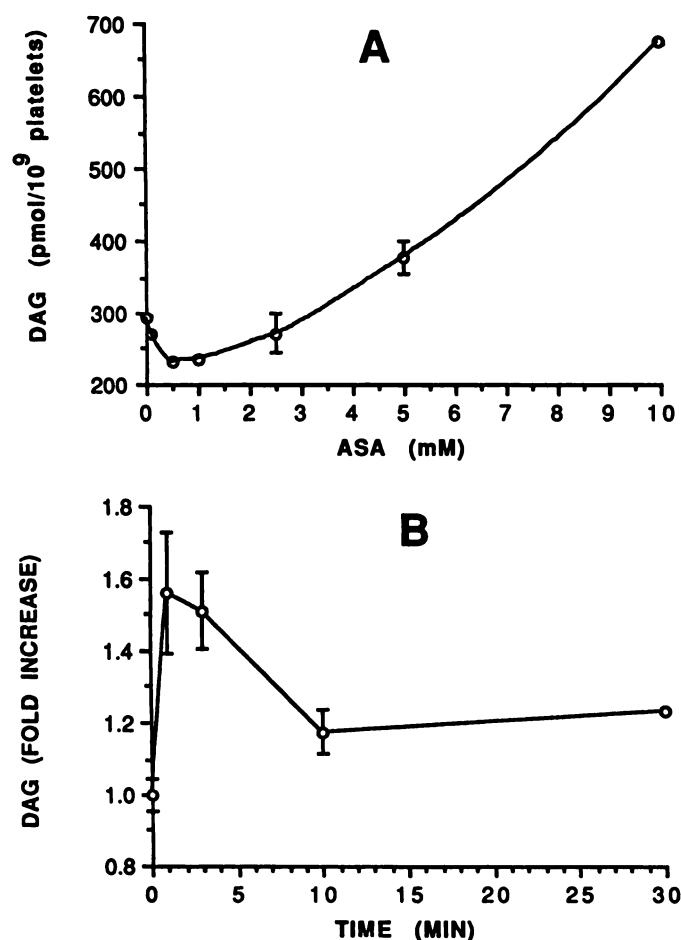 A
DAG (pmol/10⁹ platelets)
700
600
500
400
300
200
0 1 2 3 4 5 6 7 8 9 10
ASA (mM)
B
DAG (FOLD INCREASE)
1.8
1.6
1.4
1.2
1.0
0.8
0 5 10 15 20 25 30
TIME (MIN)